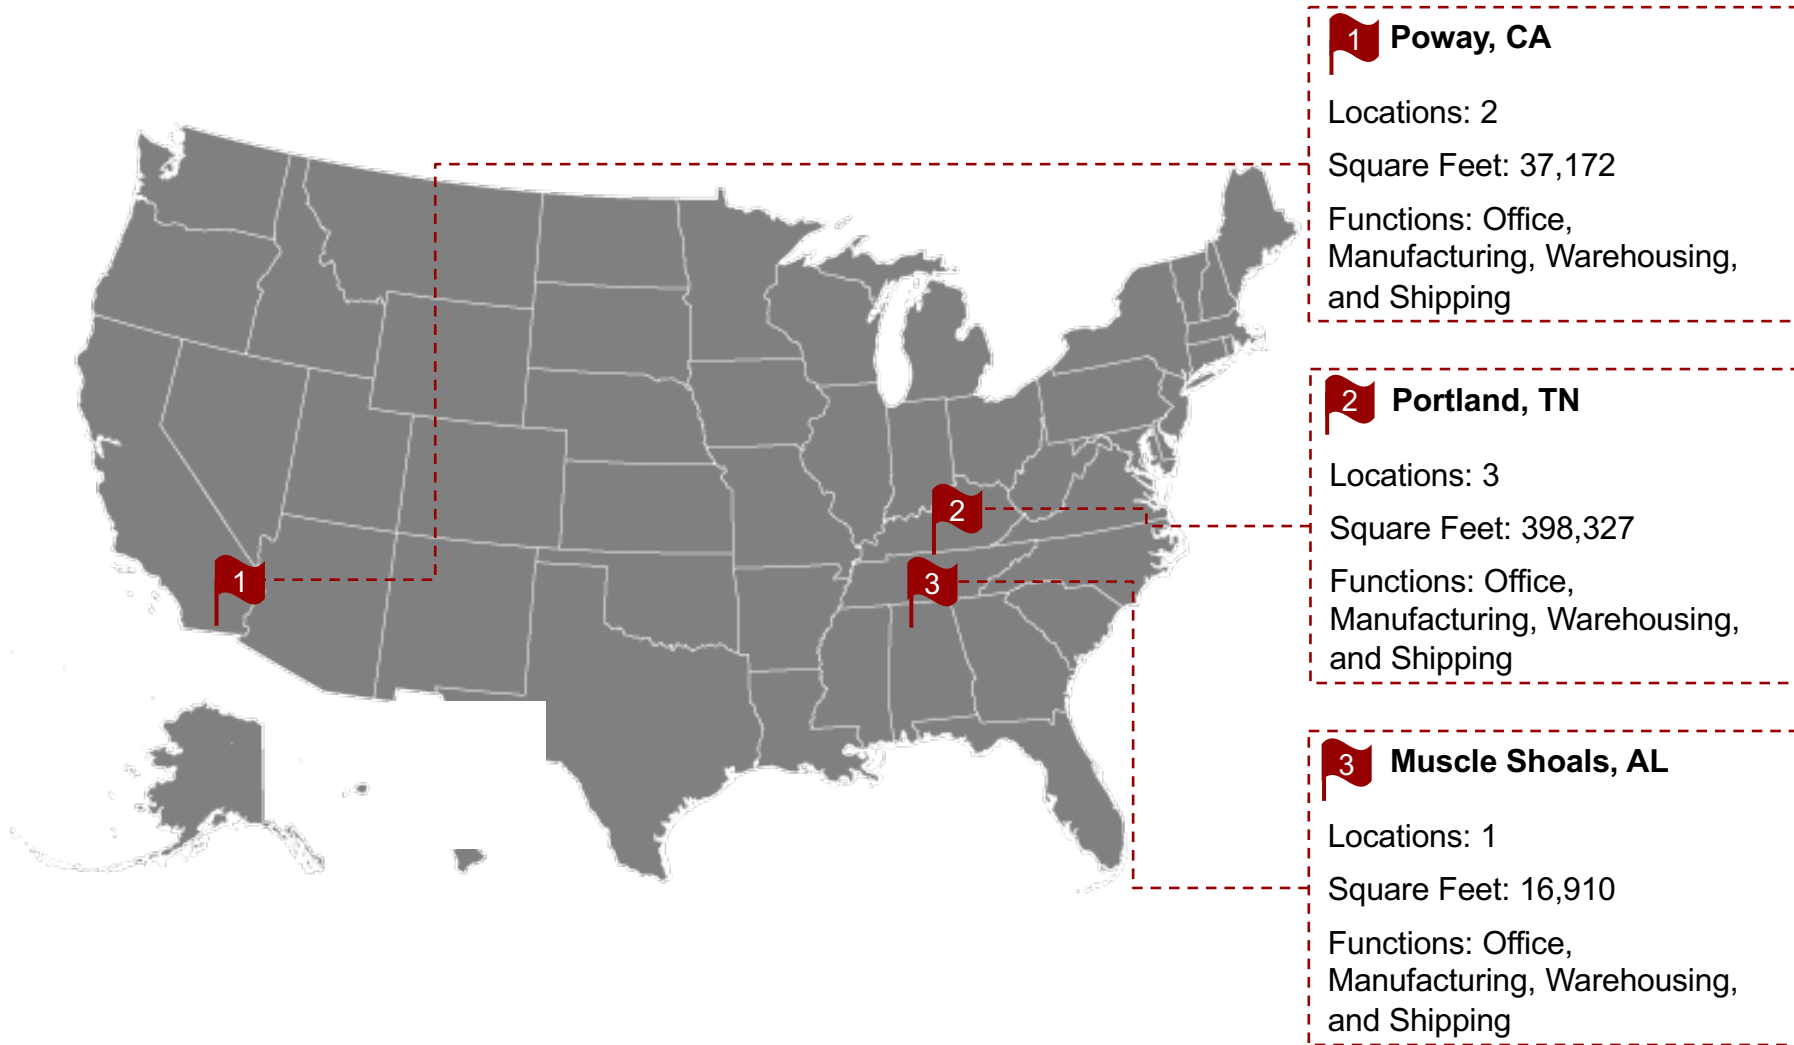 1 Poway, CA
Locations: 2
Square Feet: 37,172
Functions: Office,
Manufacturing, Warehousing,
and Shipping
2 Portland, TN
Locations: 3
Square Feet: 398,327
Functions: Office,
Manufacturing, Warehousing,
and Shipping
3 Muscle Shoals, AL
Locations: 1
Square Feet: 16,910
Functions: Office,
Manufacturing, Warehousing,
and Shipping
2
1
3